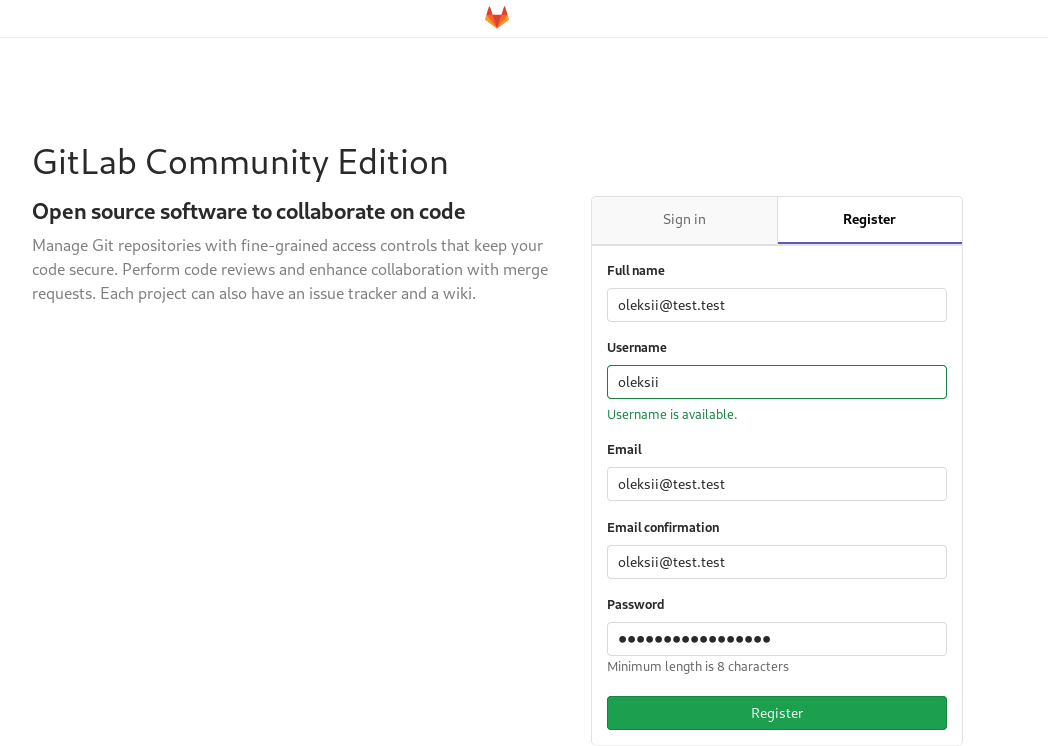 GitLab Community Edition
Open source software to collaborate on code
Manage Git repositories with fine-grained access controls that keep your
code secure. Perform code reviews and enhance collaboration with merge
requests. Each project can also have an issue tracker and a wiki.
Sign in
Register
Full name
oleksii@test.test
Username
oleksii
Username is available.
Email
oleksii@test.test
Email confirmation
oleksii@test.test
Password
•••••••••••••••••
Minimum length is 8 characters
Register